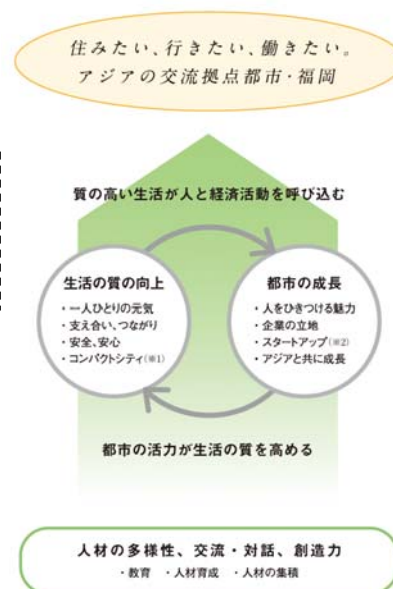 住みたい、行きたい、働きたい。
アジアの交流拠点都市・福岡
質の高い生活が人と経済活動を呼び込む
生活の質の向上
・一人ひとりの元気
・支え合い、つながり
・安全、安心
・コンパクトシティ(※1)
都市の成長
・人をひきつける魅力
・企業の立地
・スタートアップ(※2)
・アジアと共に成長
都市の活力が生活の質を高める
人材の多様性、交流・対話、創造力
・教育 ・人材育成 ・人材の集積